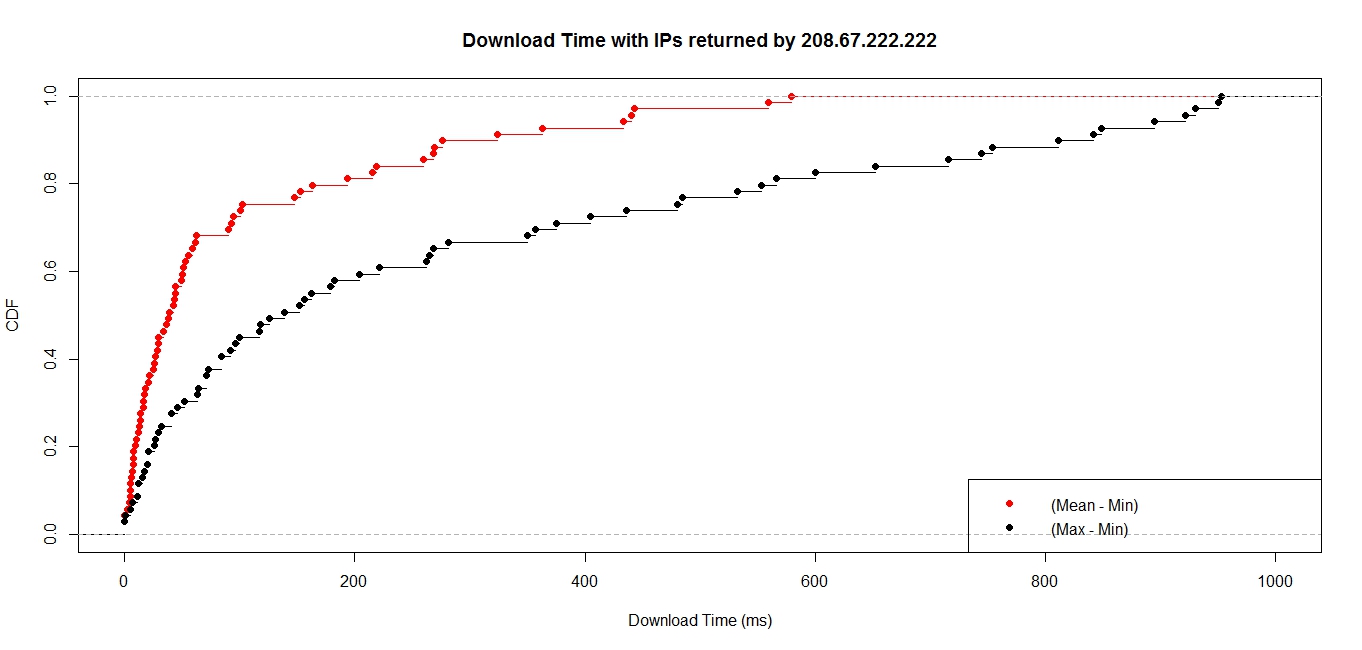 Download Time with IPs returned by 208.67.222.222
CDF
1.0
0.8
0.6
0.4
0.2
0.0
(Mean - Min)
(Max - Min)
0 200 400 600 800 1000
Download Time (ms)